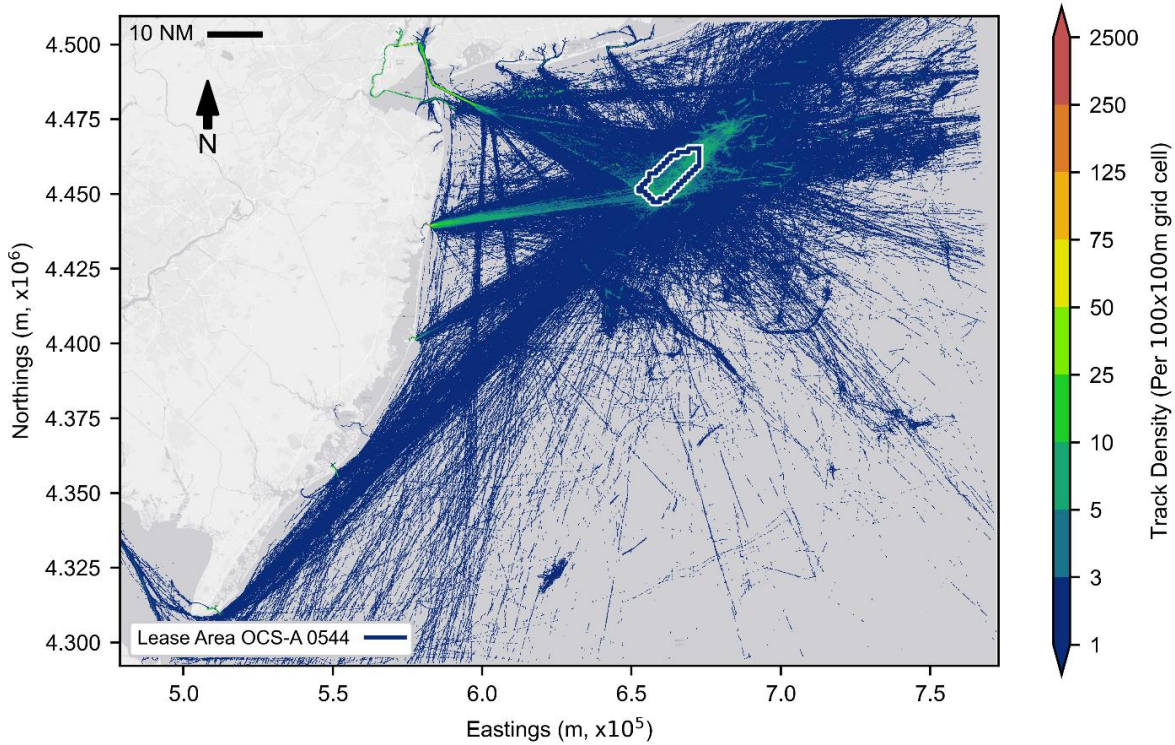 10 NM
N
4.500
4.475
4.450
4.425
4.400
4.375
4.350
4.325
4.300
Northings (m, x10⁶)
Lease Area OCS-A 0544
5.0 5.5 6.0 6.5 7.0 7.5
Eastings (m, x10⁵)
2500
250
125
75
50
25
10
5
3
1
Track Density (Per 100x100m grid cell)